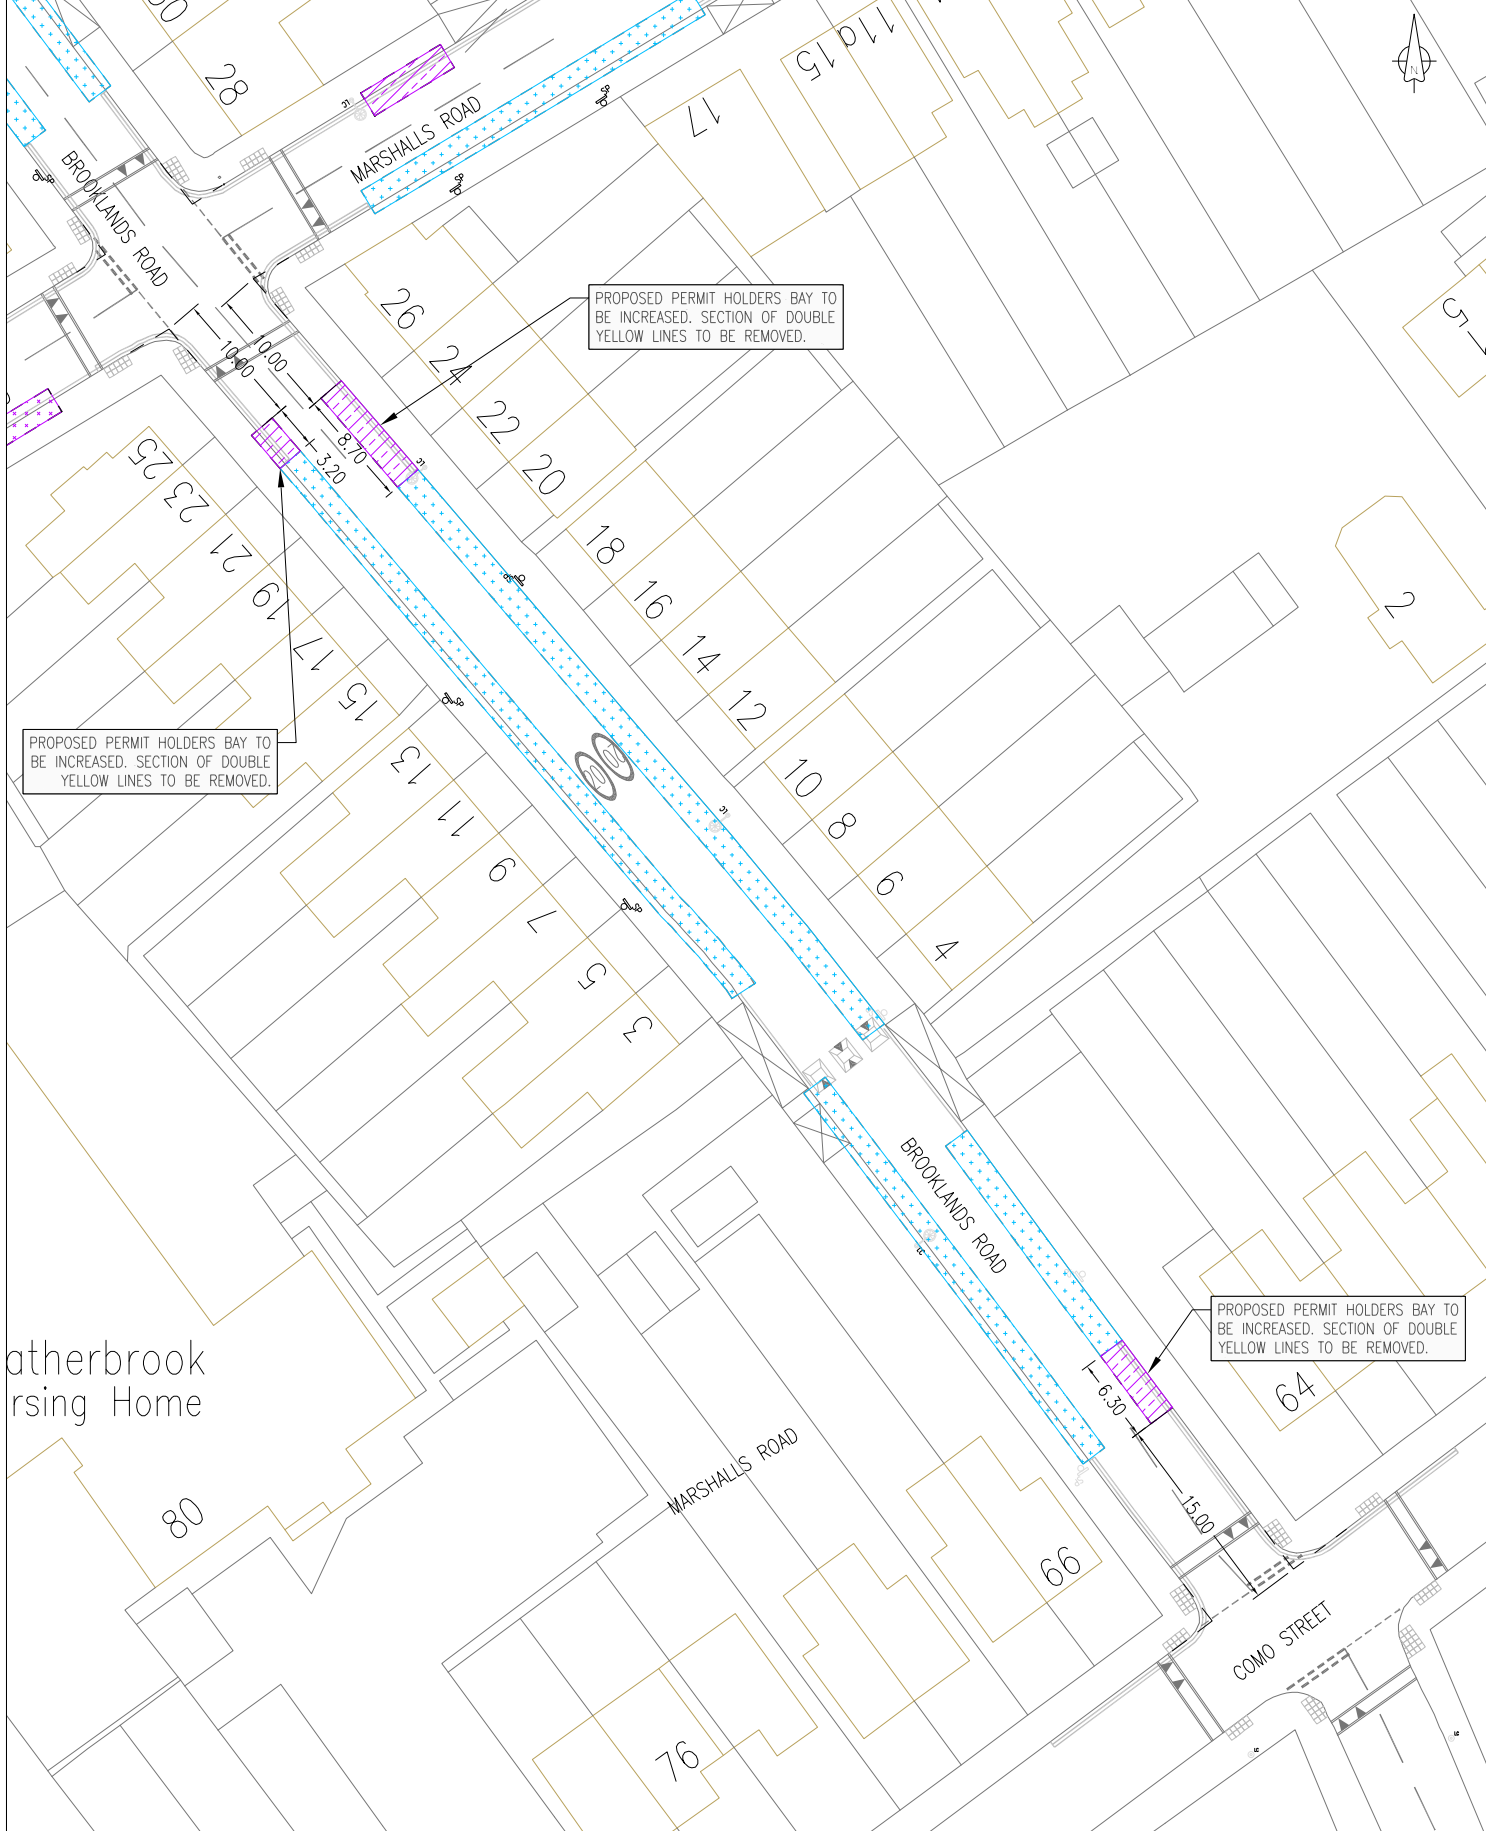 30
28
11a
15
17
N
MARSHALLS ROAD
BROOKLANDS ROAD
PROPOSED PERMIT HOLDERS BAY TO
BE INCREASED. SECTION OF DOUBLE
YELLOW LINES TO BE REMOVED.
10.00
10.00
8.70
3.20
26
24
22
20
18
16
14
12
10
8
6
4
5
2
25
23
21
19
17
15
13
11
9
7
5
3
20
20
PROPOSED PERMIT HOLDERS BAY TO
BE INCREASED. SECTION OF DOUBLE
YELLOW LINES TO BE REMOVED.
BROOKLANDS ROAD
PROPOSED PERMIT HOLDERS BAY TO
BE INCREASED. SECTION OF DOUBLE
YELLOW LINES TO BE REMOVED.
6.30
15.00
64
atherbrook
rsing Home
80
MARSHALLS ROAD
66
76
COMO STREET